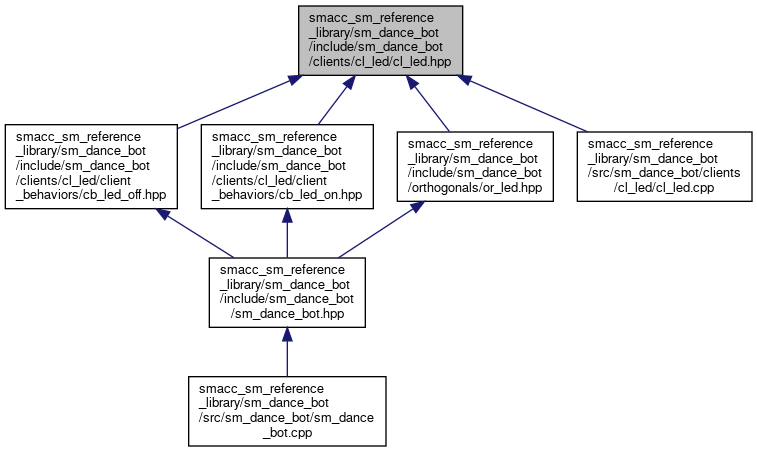 smacc_sm_reference
_library/sm_dance_bot
/include/sm_dance_bot
/clients/cl_led/cl_led.hpp
smacc_sm_reference
_library/sm_dance_bot
/include/sm_dance_bot
/clients/cl_led/client
_behaviors/cb_led_off.hpp
smacc_sm_reference
_library/sm_dance_bot
/include/sm_dance_bot
/clients/cl_led/client
_behaviors/cb_led_on.hpp
smacc_sm_reference
_library/sm_dance_bot
/include/sm_dance_bot
/orthogonals/or_led.hpp
smacc_sm_reference
_library/sm_dance_bot
/src/sm_dance_bot/clients
/cl_led/cl_led.cpp
smacc_sm_reference
_library/sm_dance_bot
/include/sm_dance_bot
/sm_dance_bot.hpp
smacc_sm_reference
_library/sm_dance_bot
/src/sm_dance_bot/sm_dance
_bot.cpp